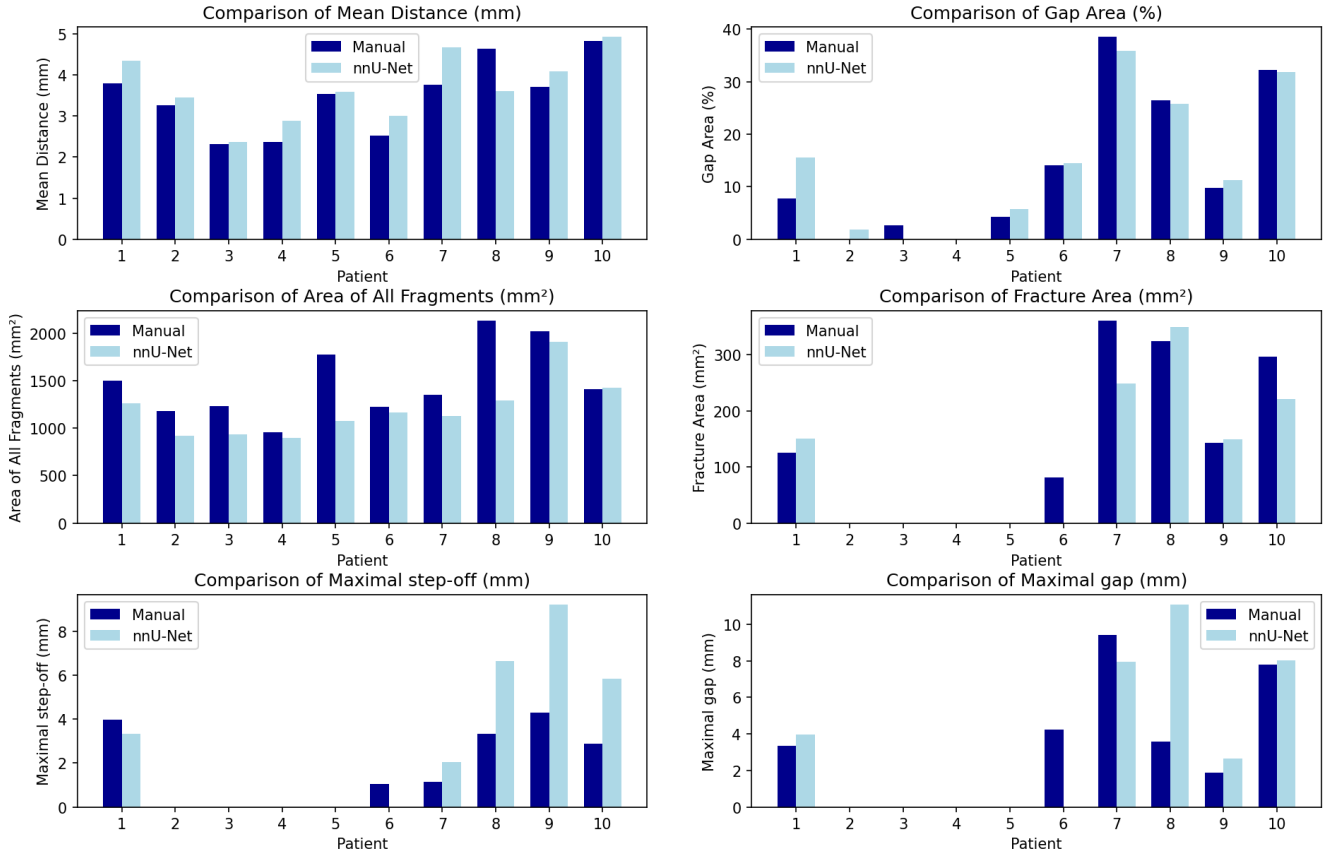 Comparison of Mean Distance (mm)
Mean Distance (mm)
5
4
3
2
1
0
Manual
nnU-Net
1 2 3 4 5 6 7 8 9 10
Patient
Comparison of Gap Area (%)
Gap Area (%)
40
30
20
10
0
Manual
nnU-Net
1 2 3 4 5 6 7 8 9 10
Patient
Comparison of Area of All Fragments (mm²)
Area of All Fragments (mm²)
2000
1500
1000
500
0
Manual
nnU-Net
1 2 3 4 5 6 7 8 9 10
Patient
Comparison of Fracture Area (mm²)
Fracture Area (mm²)
300
200
100
0
Manual
nnU-Net
1 2 3 4 5 6 7 8 9 10
Patient
Comparison of Maximal step-off (mm)
Maximal step-off (mm)
8
6
4
2
0
Manual
nnU-Net
1 2 3 4 5 6 7 8 9 10
Patient
Comparison of Maximal gap (mm)
Maximal gap (mm)
10
8
6
4
2
0
Manual
nnU-Net
1 2 3 4 5 6 7 8 9 10
Patient